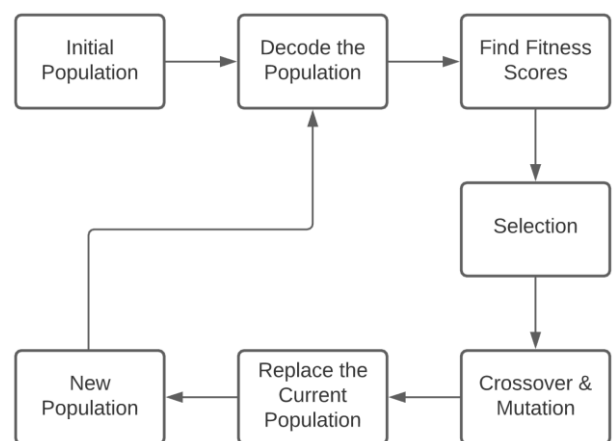 Initial
Population
Decode the
Population
Find Fitness
Scores
Selection
Crossover &
Mutation
Replace the
Current
Population
New
Population